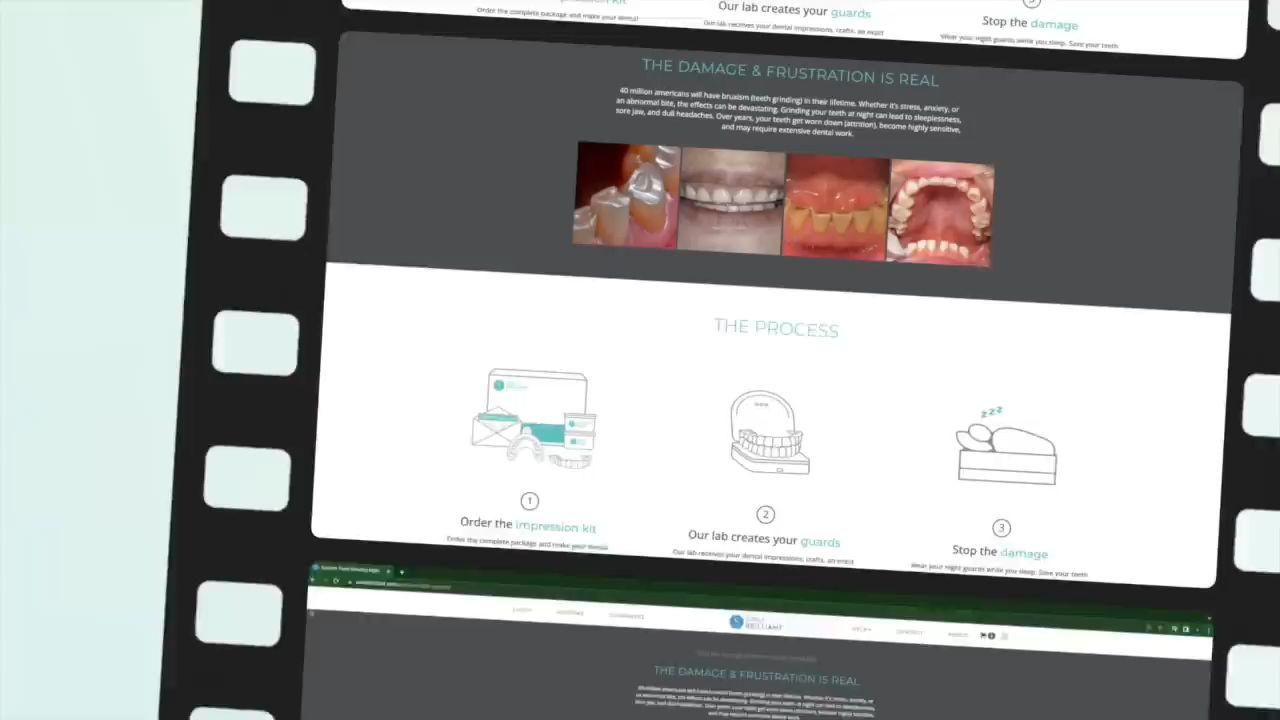 Our lab creates your guards
Stop the damage
Order the complete package and make your dental
Our lab receives your dental impressions, crafts, an exact
Wear your night guards while you sleep. Save your teeth
THE DAMAGE & FRUSTRATION IS REAL
40 million americans will have bruxism (teeth grinding) in their lifetime. Whether it's stress, anxiety, or
an abnormal bite, the effects can be devastating. Grinding your teeth at night can lead to sleeplessness,
sore jaw, and dull headaches. Over years, your teeth get worn down (attrition), become highly sensitive,
and may require extensive dental work.
THE PROCESS
zzz
1
Order the impression kit
Order the complete package and make your dental
2
Our lab creates your guards
Our lab receives your dental impressions, crafts, an exact
3
Stop the damage
Wear your night guards while you sleep. Save your teeth
BRILLIANT
THE DAMAGE & FRUSTRATION IS REAL